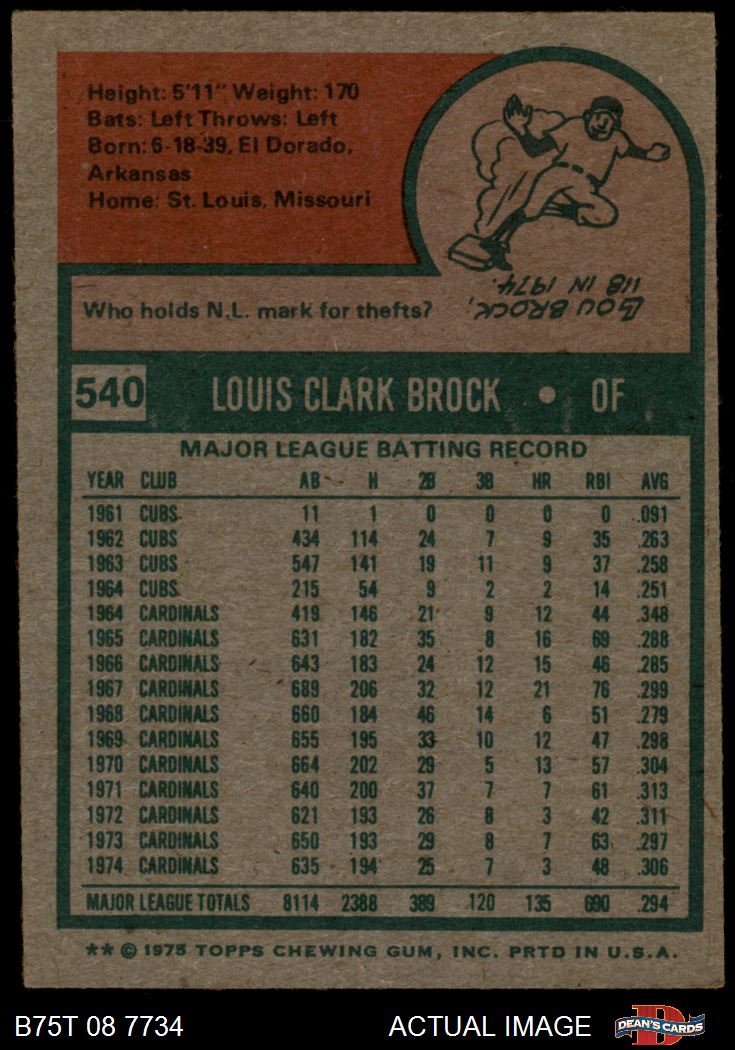 Height: 5'11" Weight: 170
Bats: Left Throws: Left
Born: 6-18-39, El Dorado,
Arkansas
Home: St. Louis, Missouri
Who holds N.L. mark for thefts?
LOU BROCK,
118 IN 1974.
540 LOUIS CLARK BROCK • OF
MAJOR LEAGUE BATTING RECORD
YEAR CLUB AB H 2B 3B HR RBI AVG
1961 CUBS 11 1 0 0 0 0 .091
1962 CUBS 434 114 24 7 9 35 .263
1963 CUBS 547 141 19 11 9 37 .258
1964 CUBS 215 54 9 2 2 14 .251
1964 CARDINALS 419 146 21 9 12 44 .348
1965 CARDINALS 631 182 35 8 16 69 .288
1966 CARDINALS 643 183 24 12 15 46 .285
1967 CARDINALS 689 206 32 12 21 76 .299
1968 CARDINALS 660 184 46 14 6 51 .279
1969 CARDINALS 655 195 33 10 12 47 .298
1970 CARDINALS 664 202 29 5 13 57 .304
1971 CARDINALS 640 200 37 7 7 61 .313
1972 CARDINALS 621 193 26 8 3 42 .311
1973 CARDINALS 650 193 29 8 7 63 .297
1974 CARDINALS 635 194 25 7 3 48 .306
MAJOR LEAGUE TOTALS 8114 2388 389 120 135 690 .294
** © 1975 TOPPS CHEWING GUM, INC. PRTD IN U.S.A.
B75T 08 7734 ACTUAL IMAGE DEAN'S CARDS